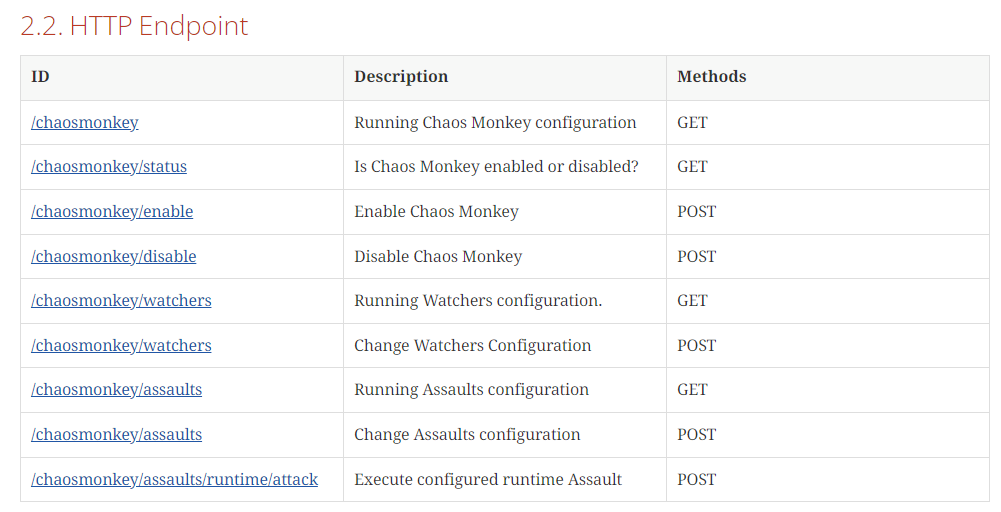 2.2. HTTP Endpoint
ID Description Methods
/chaosmonkey Running Chaos Monkey configuration GET
/chaosmonkey/status Is Chaos Monkey enabled or disabled? GET
/chaosmonkey/enable Enable Chaos Monkey POST
/chaosmonkey/disable Disable Chaos Monkey POST
/chaosmonkey/watchers Running Watchers configuration. GET
/chaosmonkey/watchers Change Watchers Configuration POST
/chaosmonkey/assaults Running Assaults configuration GET
/chaosmonkey/assaults Change Assaults configuration POST
/chaosmonkey/assaults/runtime/attack Execute configured runtime Assault POST